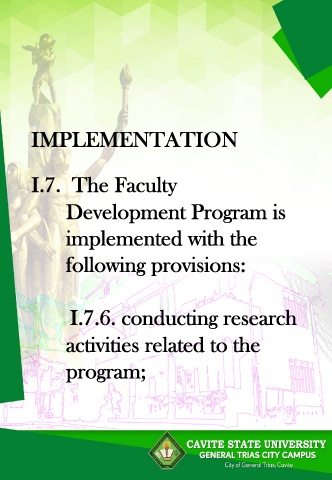 IMPLEMENTATION
I.7. The Faculty
Development Program is
implemented with the
following provisions:
I.7.6. conducting research
activities related to the
program;
CAVITE STATE UNIVERSITY
GENERAL TRIAS CITY CAMPUS
City of General Trias, Cavite